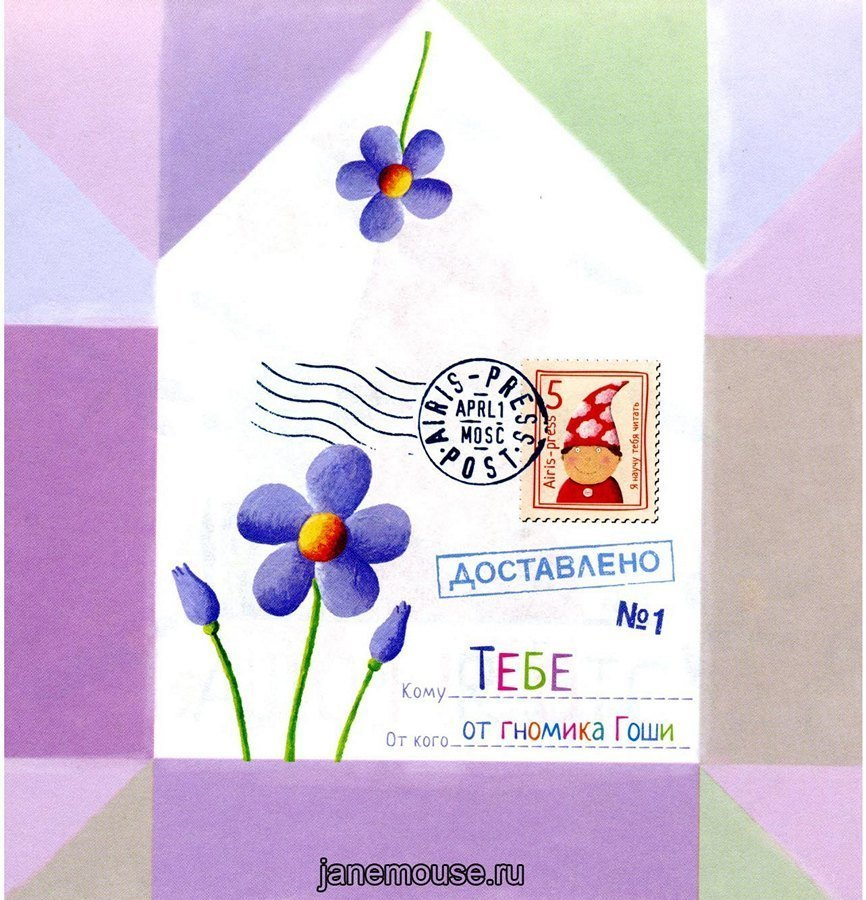 AIRIS-PRESS
APRL1
MOSC
POST
5
Airis-press
Я научу тебя читать
ДОСТАВЛЕНО
№1
Кому ТЕБЕ
От кого от гномика Гоши
janemouse.ru